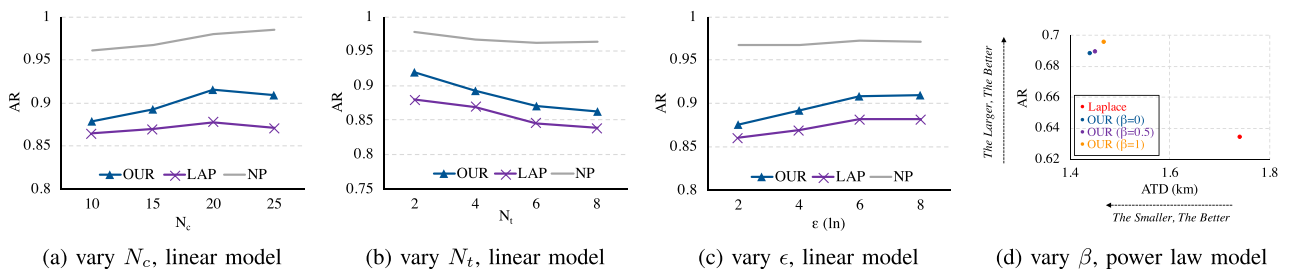 1
0.95
0.9
0.85
0.8
AR
OUR LAP NP
10 15 20 25
N_c
(a) vary N_c, linear model
1
0.95
0.9
0.85
0.8
0.75
AR
OUR LAP NP
2 4 6 8
N_t
(b) vary N_t, linear model
1
0.95
0.9
0.85
0.8
AR
OUR LAP NP
2 4 6 8
ε (ln)
(c) vary ϵ, linear model
The Larger, The Better
AR
0.7
0.68
0.66
0.64
0.62
Laplace
OUR (β=0)
OUR (β=0.5)
OUR (β=1)
1.4 1.6 1.8
ATD (km)
The Smaller, The Better
(d) vary β, power law model